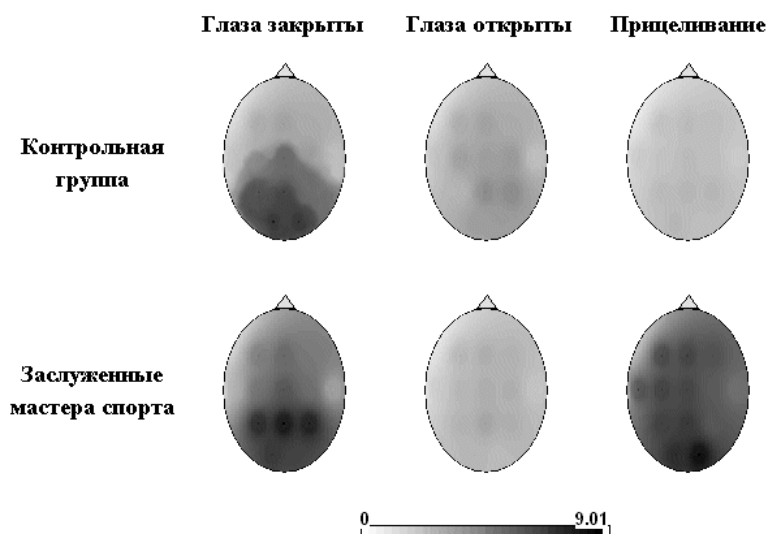 Глаза закрыты Глаза открыты Прицеливание
Контрольная
группа
Заслуженные
мастера спорта
0 9.01